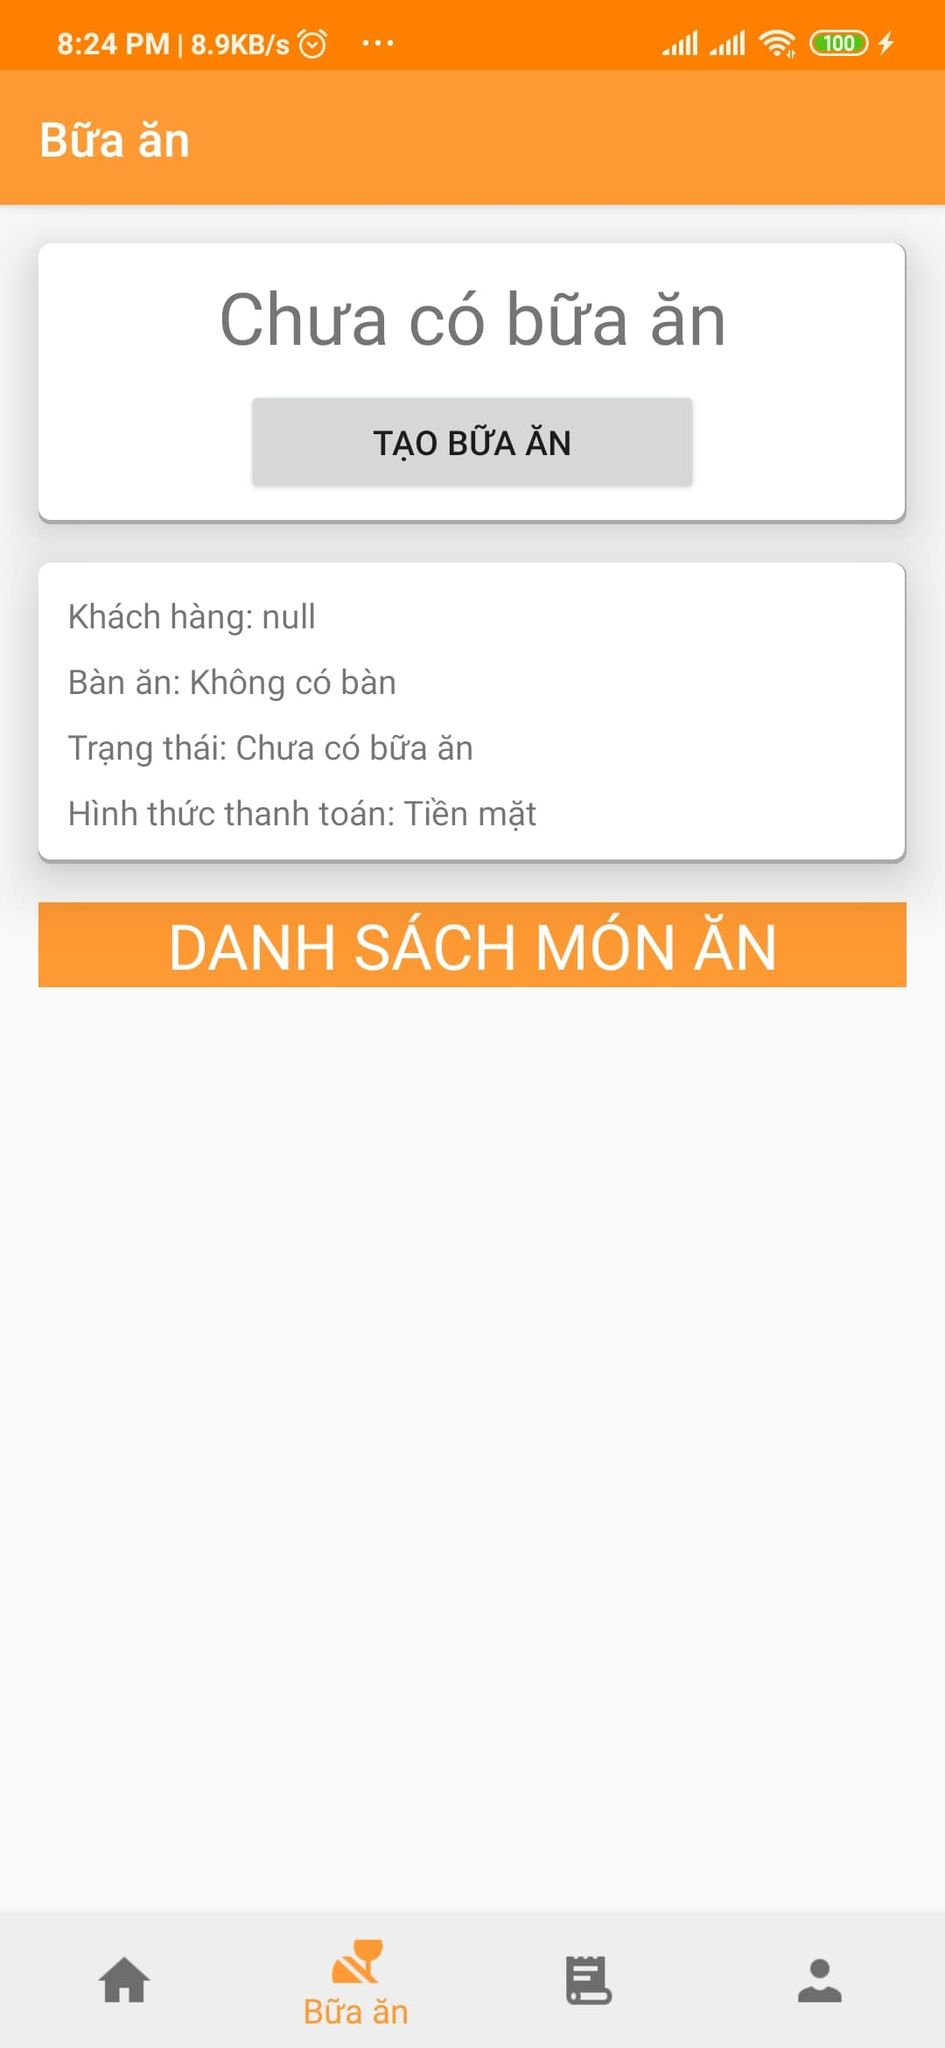 8:24 PM | 8.9KB/s
100
Bữa ăn
Chưa có bữa ăn
TẠO BỮA ĂN
Khách hàng: null
Bàn ăn: Không có bàn
Trạng thái: Chưa có bữa ăn
Hình thức thanh toán: Tiền mặt
DANH SÁCH MÓN ĂN
Bữa ăn